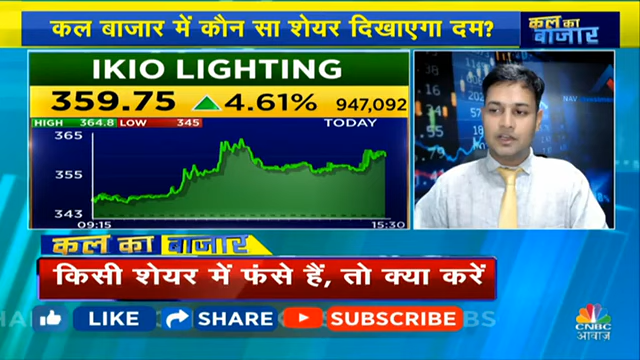 कल बाजार में कौन सा शेयर दिखाएगा दम?
कल का
बाजार
IKIO LIGHTING
359.75 4.61% 947,092
HIGH 364.8 LOW 345 TODAY
365
355
343
09:15 15:30
NAV
कल का बाजार
किसी शेयर में फंसे हैं, तो क्या करें
LIKE SHARE SUBSCRIBE
CNBC
आवाज़